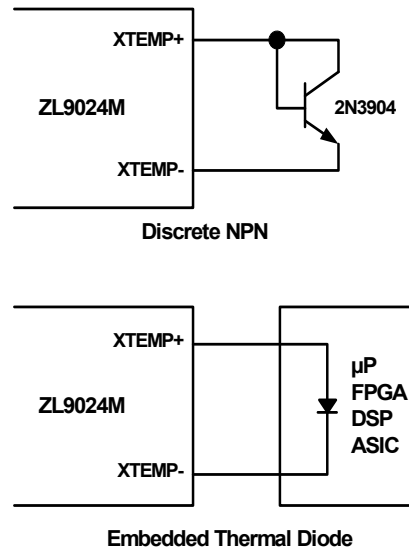 XTEMP+
ZL9024M
2N3904
XTEMP-
Discrete NPN
XTEMP+
µP
FPGA
ZL9024M
DSP
ASIC
XTEMP-
Embedded Thermal Diode